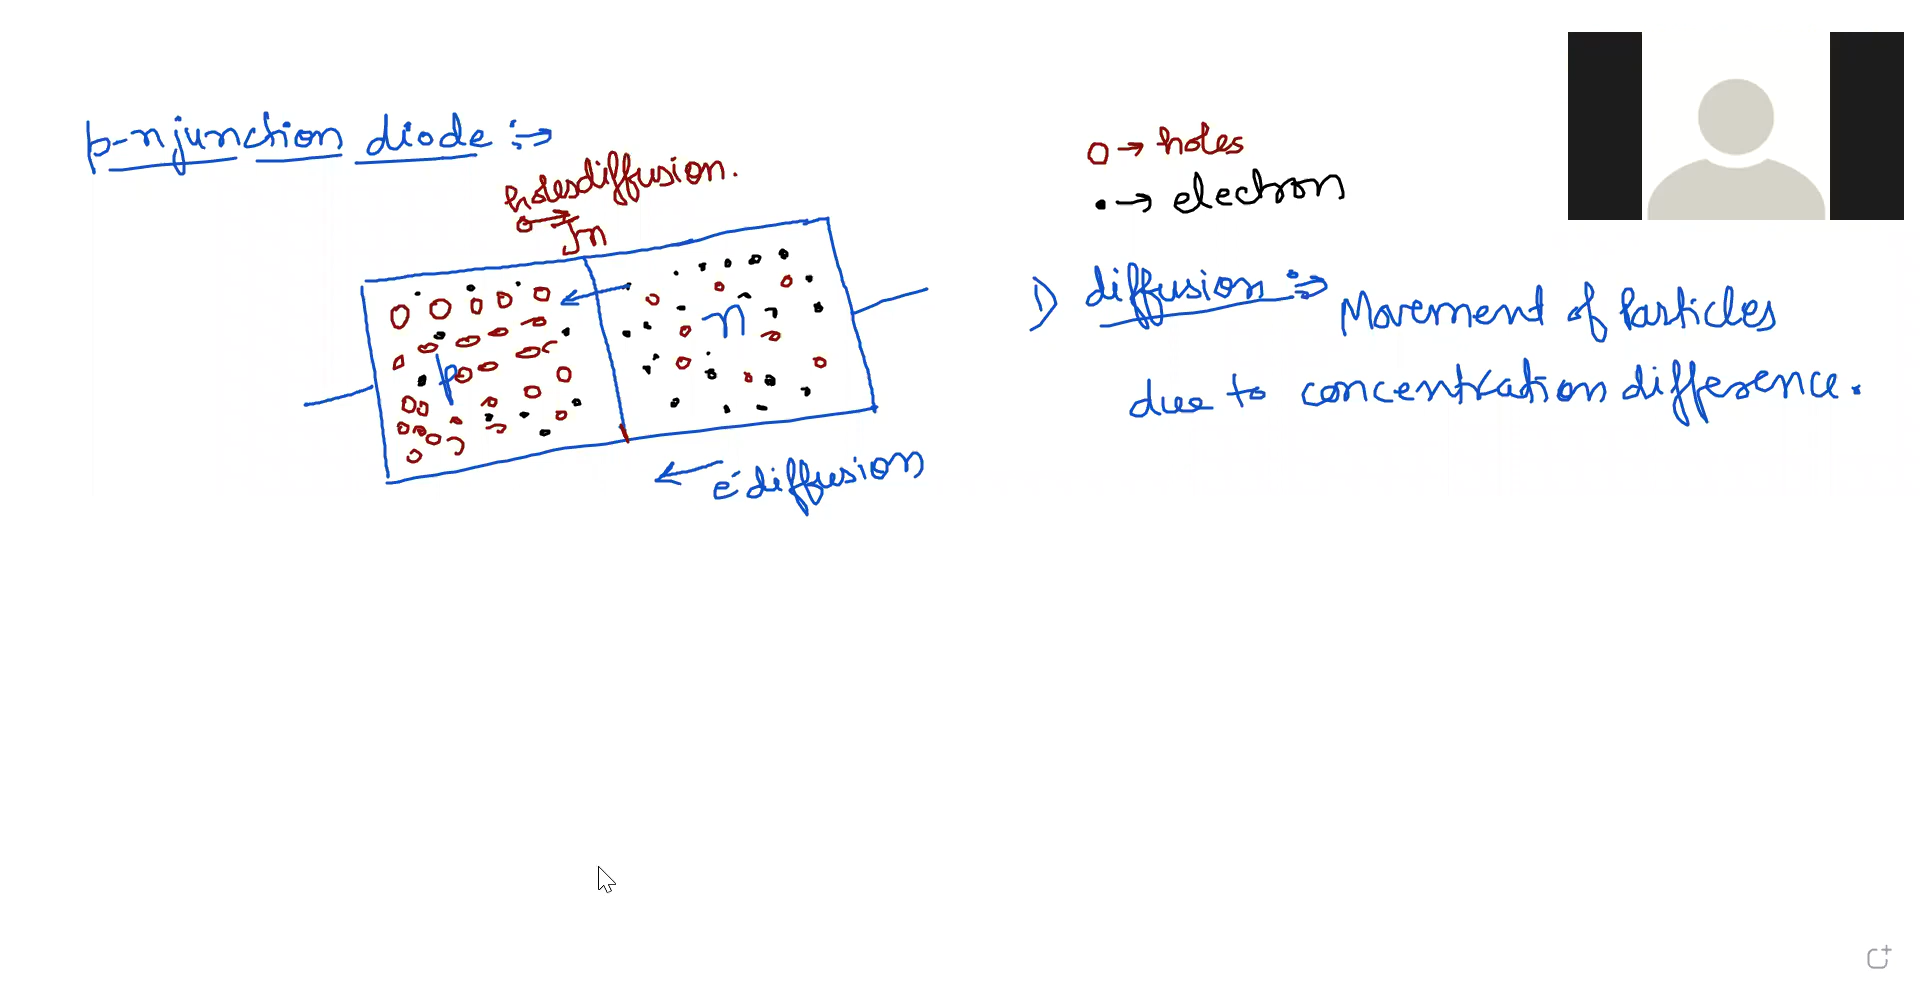 p-n junction diode :→
holes diffusion.
Jn
p
n
← e⁻ diffusion
o → holes
• → electron
1) diffusion :⇒ Movement of Particles
due to concentration difference.